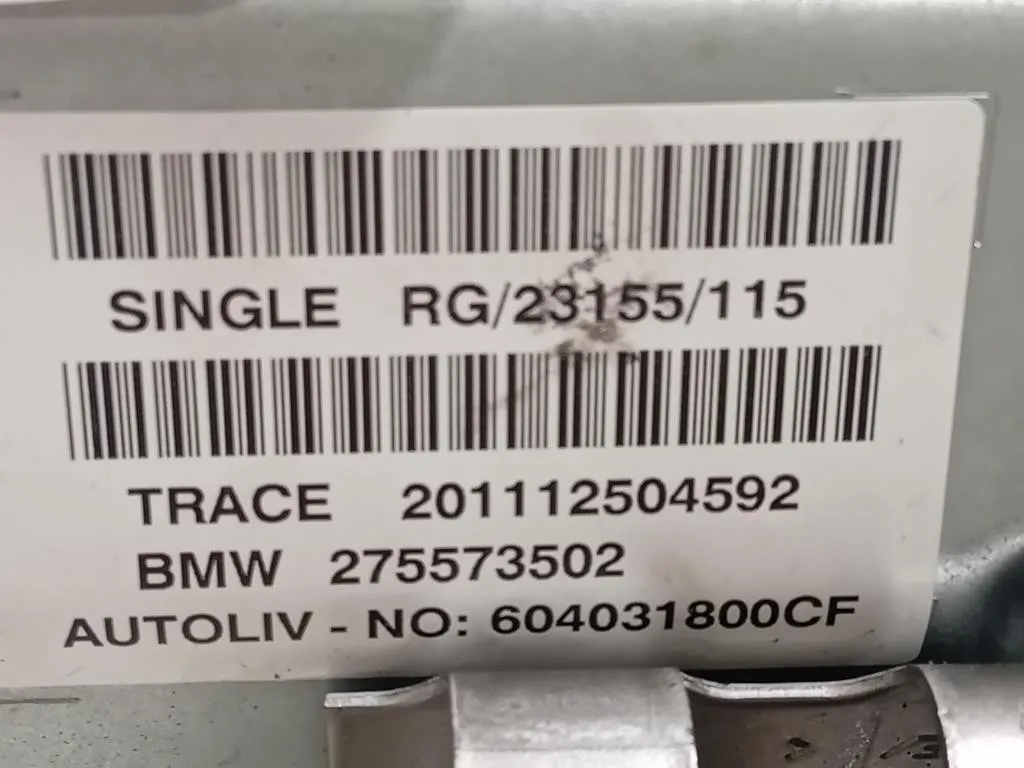 SINGLE RG/23155/115
TRACE 201112504592
BMW 275573502
AUTOLIV - NO: 604031800CF